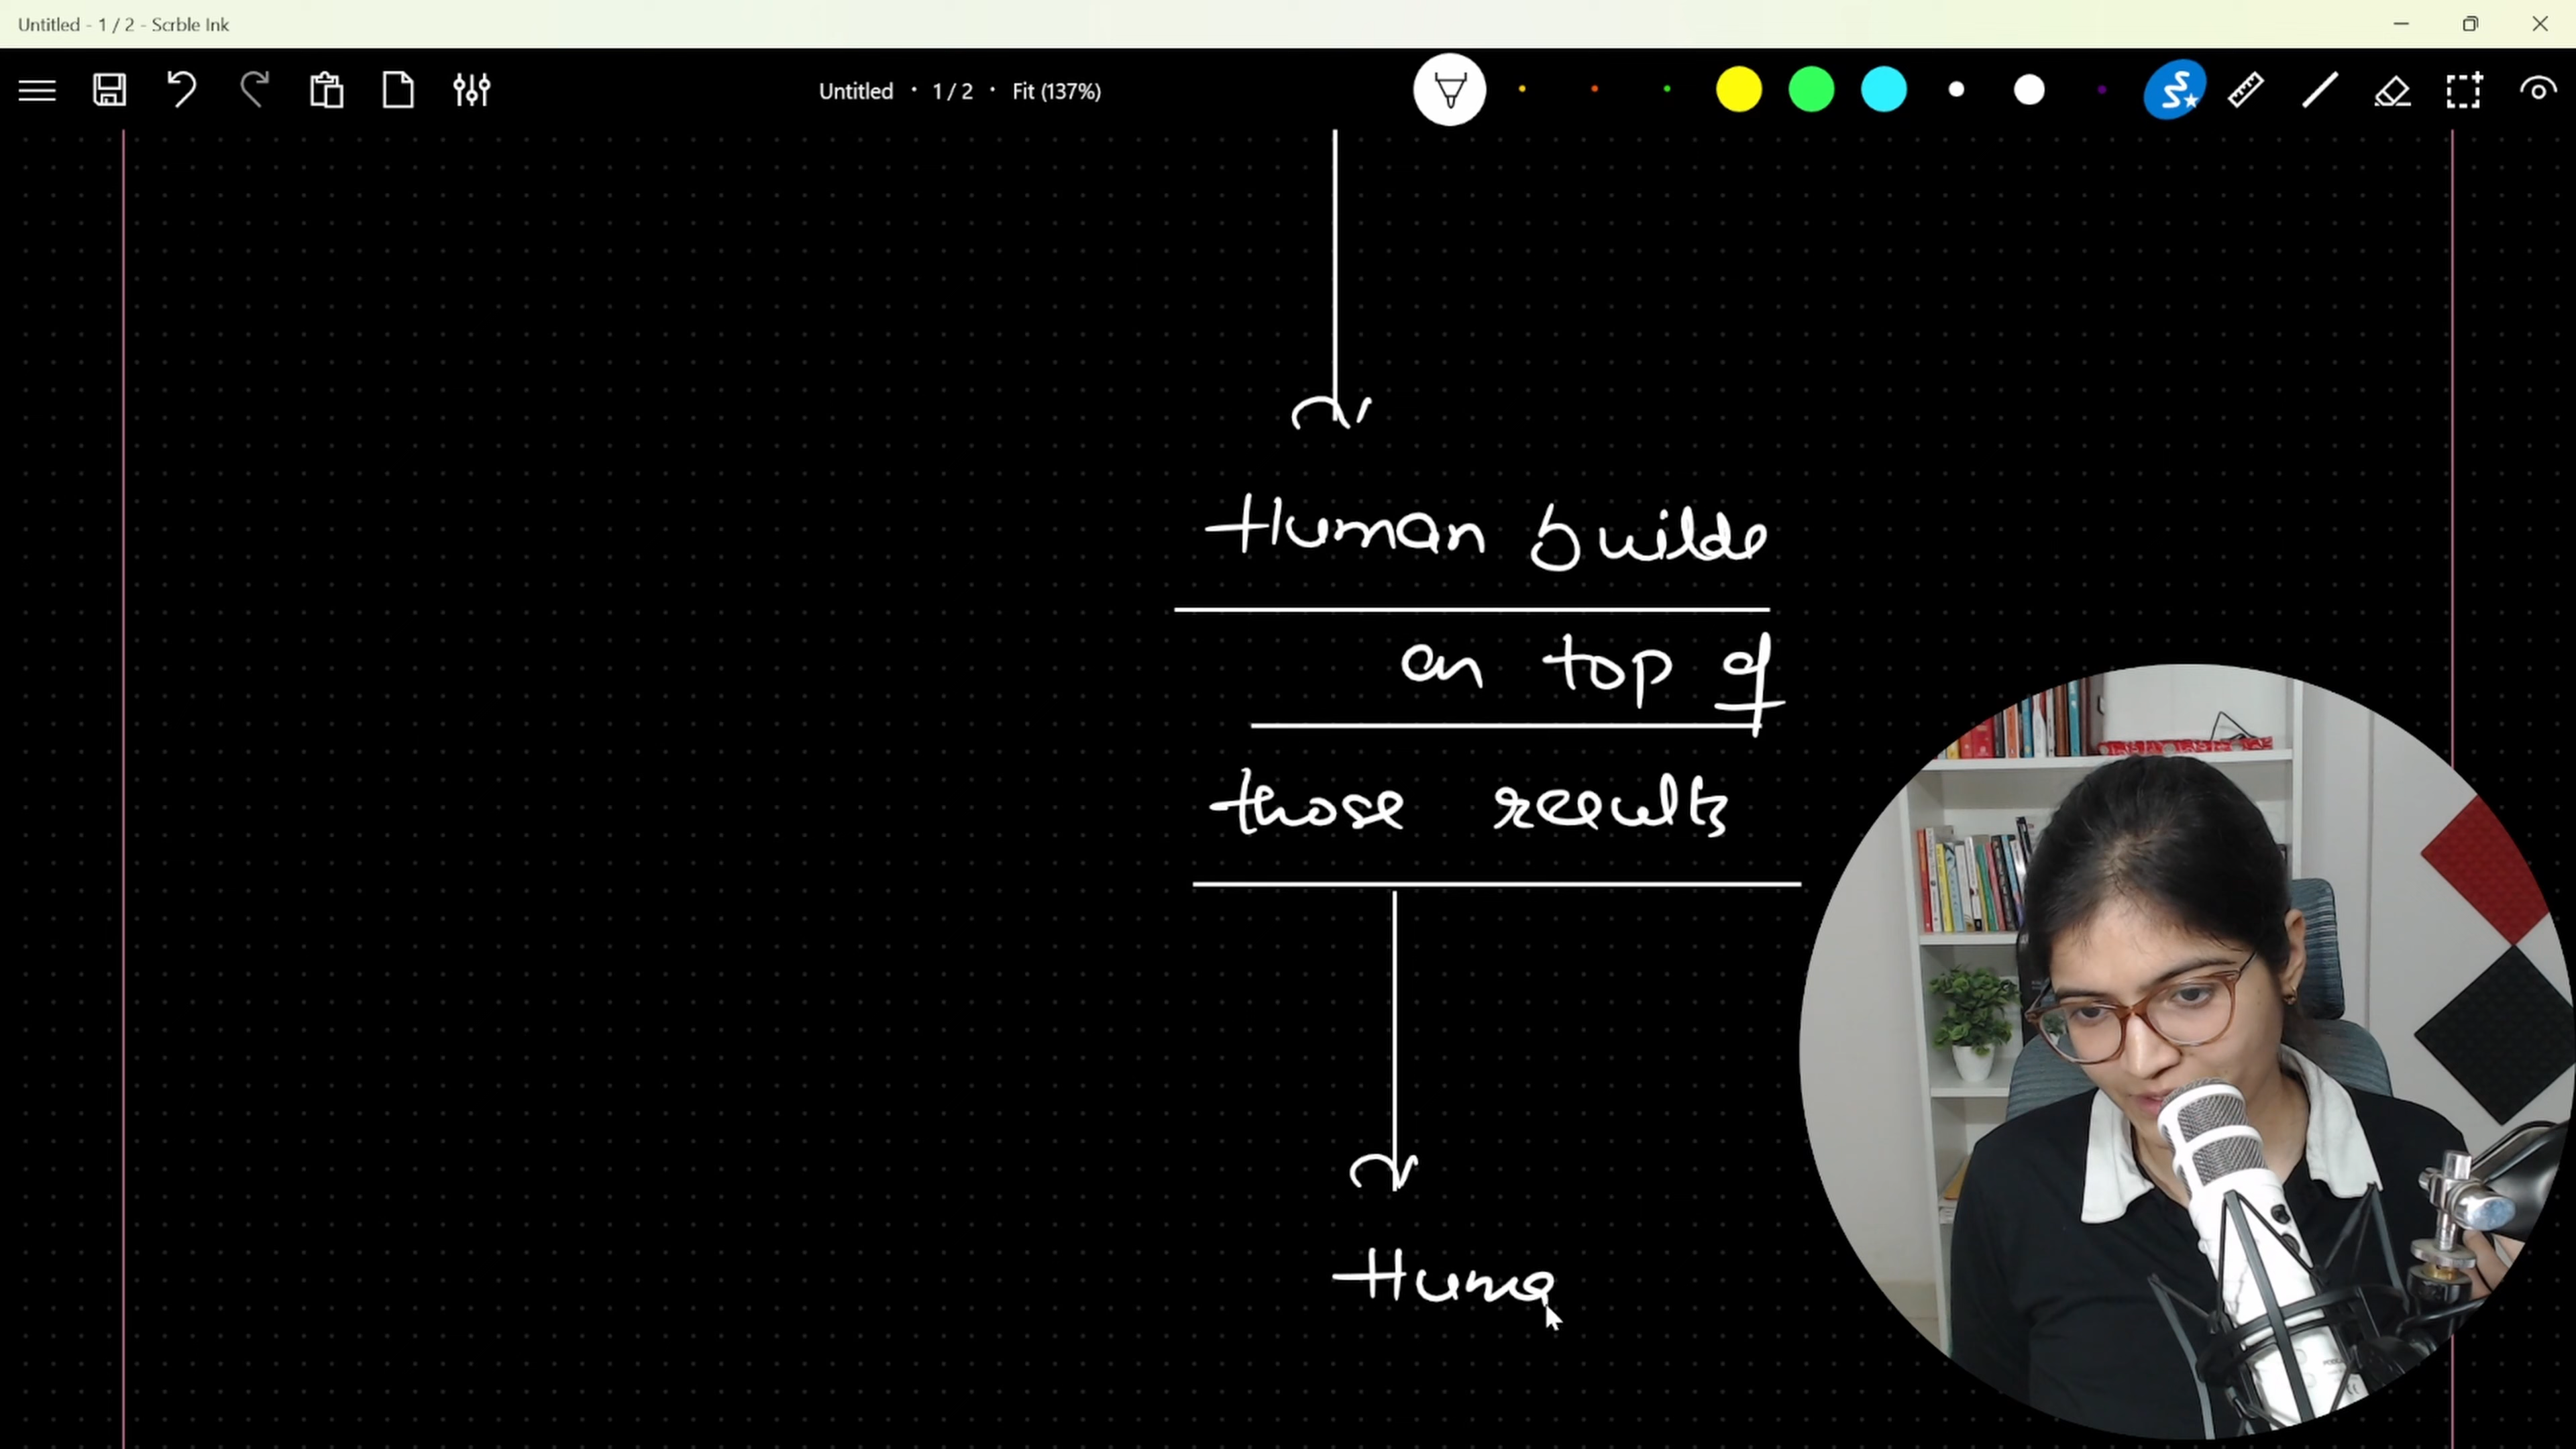 Untitled - 1 / 2 - Scrble Ink
Untitled • 1 / 2 • Fit (137%)
Human builds
on top of
those results
Huma